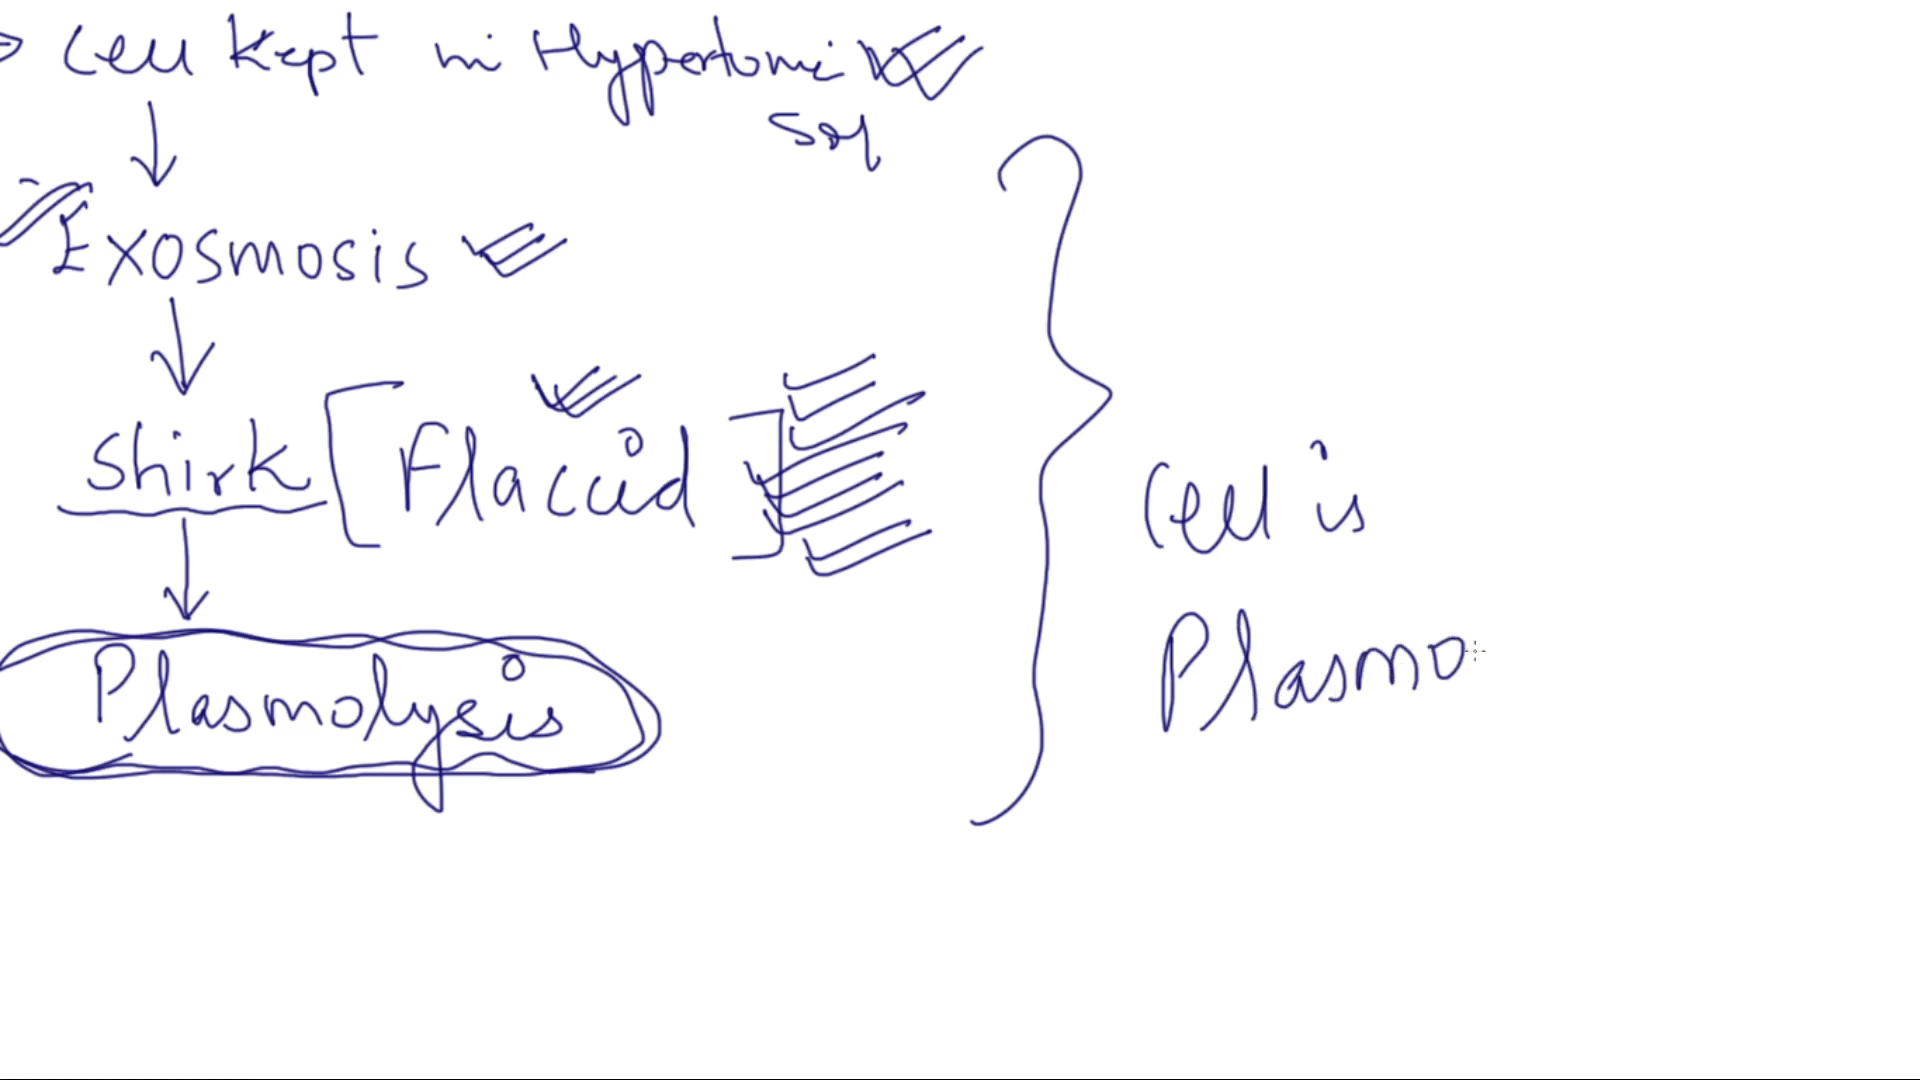 Cell kept in Hypertonic
Sol
Exosmosis
Shirk [Flaccid]
Plasmolysis
Cell is
Plasmo